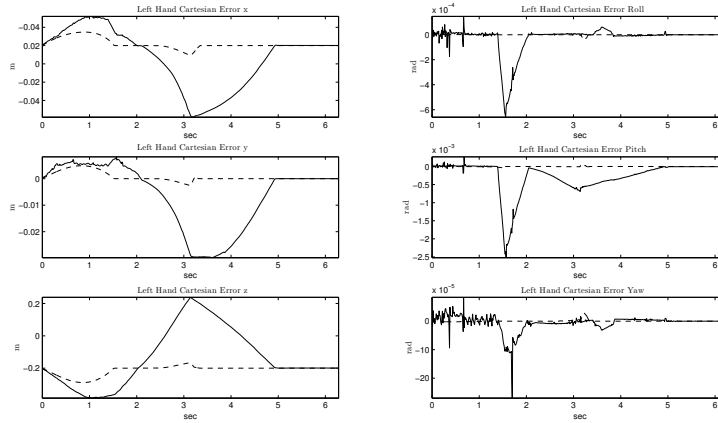 Left Hand Cartesian Error x
0.04
0.02
0
−0.02
−0.04
m
0 1 2 3 4 5 6
sec
Left Hand Cartesian Error Roll
x 10⁻⁴
0
−2
−4
−6
rad
0 1 2 3 4 5 6
sec
Left Hand Cartesian Error y
0
−0.01
−0.02
m
0 1 2 3 4 5 6
sec
Left Hand Cartesian Error Pitch
x 10⁻³
0
−0.5
−1
−1.5
−2
−2.5
rad
0 1 2 3 4 5 6
sec
Left Hand Cartesian Error z
0.2
0
−0.2
m
0 1 2 3 4 5 6
sec
Left Hand Cartesian Error Yaw
x 10⁻⁵
0
−10
−20
rad
0 1 2 3 4 5 6
sec